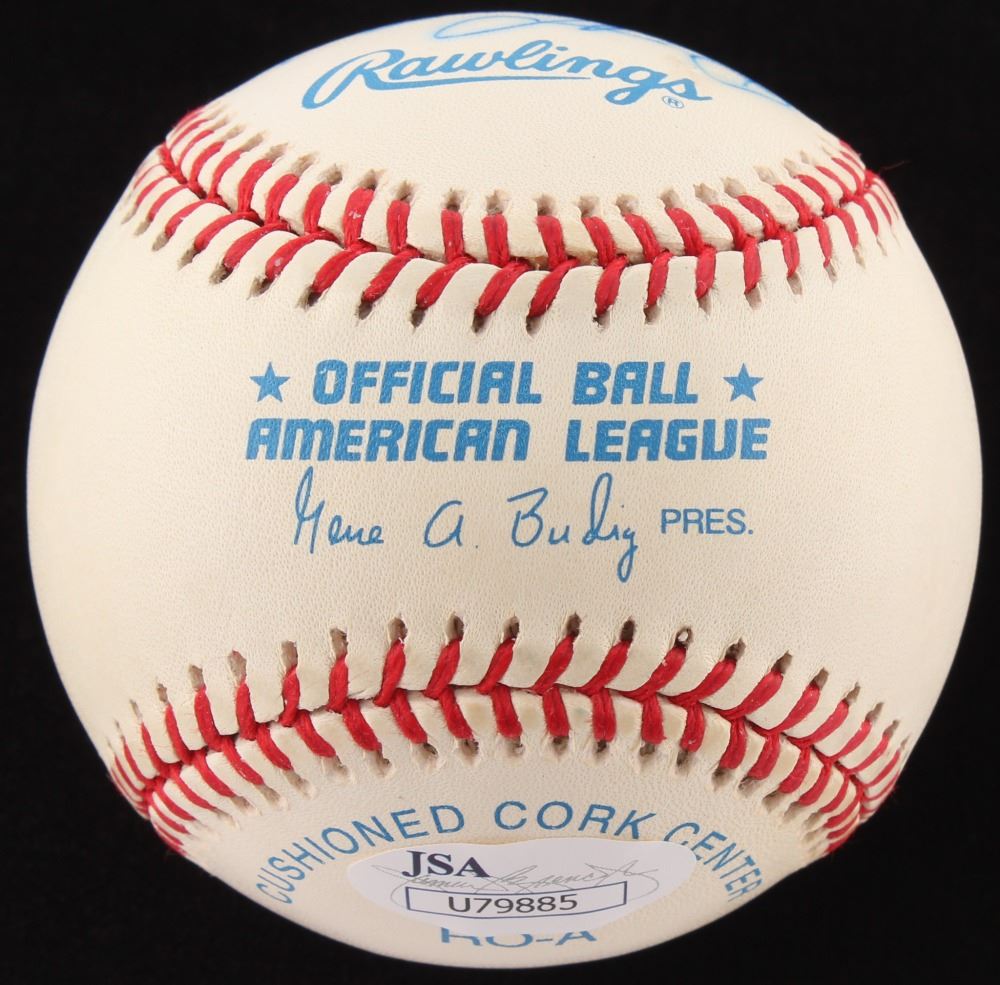 Rawlings®
★ OFFICIAL BALL ★
AMERICAN LEAGUE
Gene A. Budig PRES.
CUSHIONED CORK CENTER
JSA
U79885
RO-A